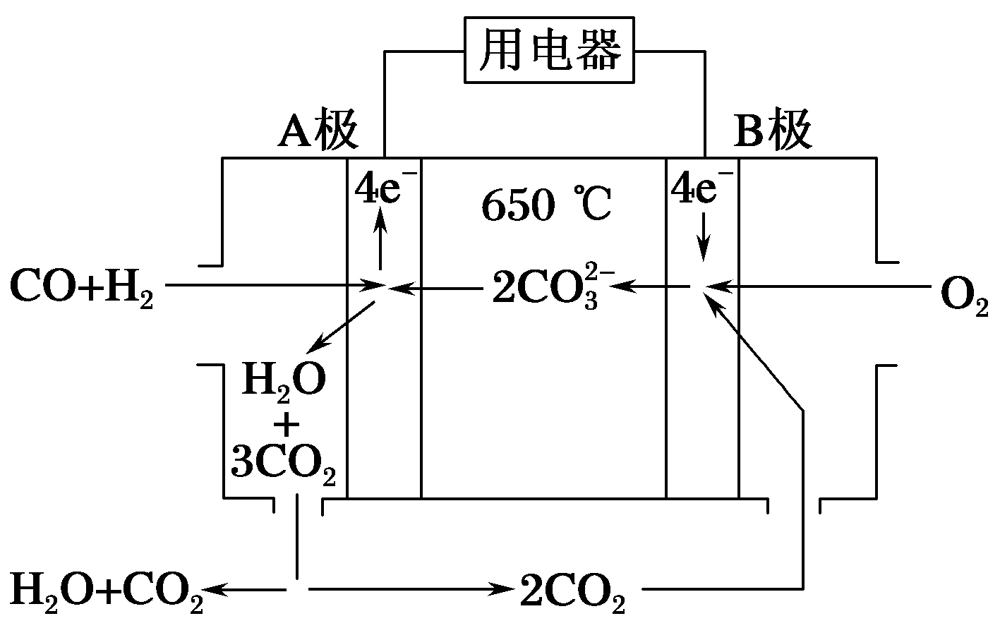 用电器
A极
B极
4e⁻
650 ℃
4e⁻
CO+H₂
2CO₃²⁻
O₂
H₂O
+
3CO₂
H₂O+CO₂
2CO₂